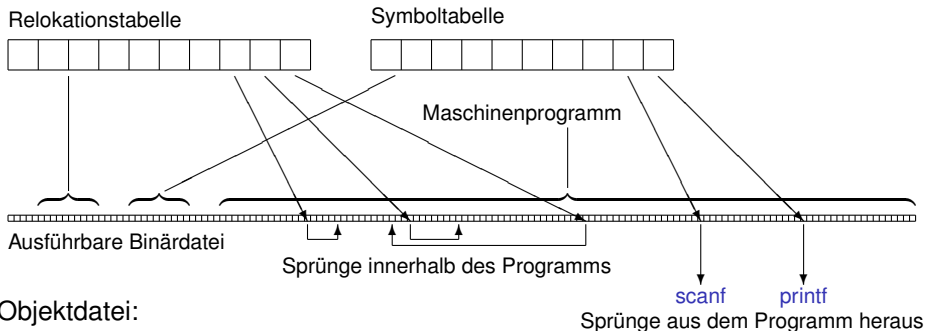 Relokationstabelle
Symboltabelle
Maschinenprogramm
Ausführbare Binärdatei
Sprünge innerhalb des Programms
scanf
printf
Objektdatei:
Sprünge aus dem Programm heraus